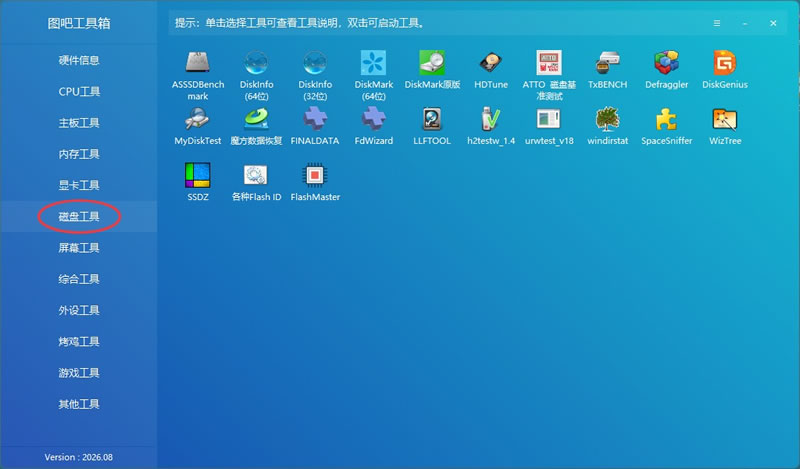 图吧工具箱
提示：单击选择工具可查看工具说明，双击可启动工具。
硬件信息
CPU工具
主板工具
内存工具
显卡工具
磁盘工具
屏幕工具
综合工具
外设工具
烤鸡工具
游戏工具
其他工具
Version : 2026.08
ASSSDBench
mark
DiskInfo
(64位)
DiskInfo
(32位)
DiskMark
(64位)
DiskMark原版
HDTune
ATTO 磁盘基
准测试
TxBENCH
Defraggler
DiskGenius
MyDiskTest
魔方数据恢复
FINALDATA
FdWizard
LLFTOOL
h2testw_1.4
urwtest_v18
windirstat
SpaceSniffer
WizTree
SSDZ
各种Flash ID
FlashMaster